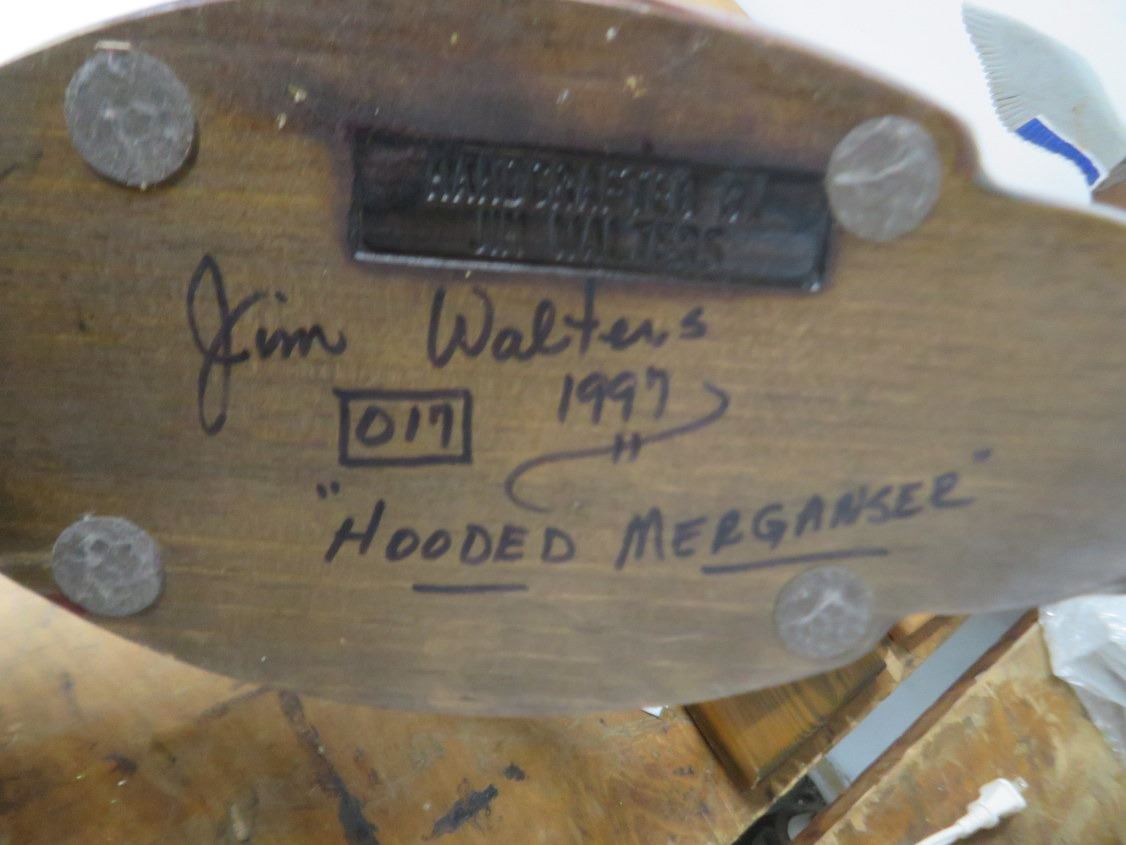 HANDCRAFTED BY
JIM WALTERS
Jim Walters
017 1997
"HOODED MERGANSER"